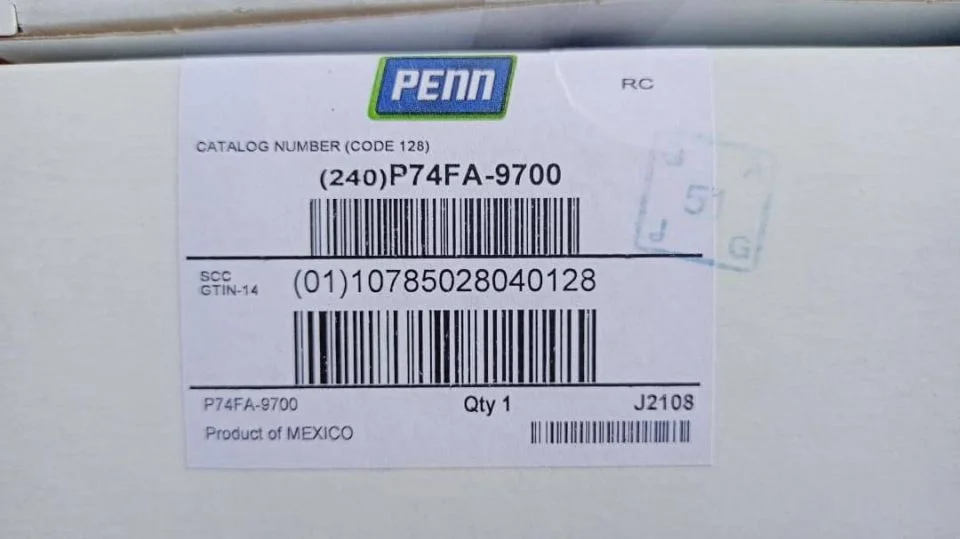 PENN
RC
CATALOG NUMBER (CODE 128)
(240)P74FA-9700
SCC
GTIN-14
(01)10785028040128
P74FA-9700
Qty 1
J2108
Product of MEXICO